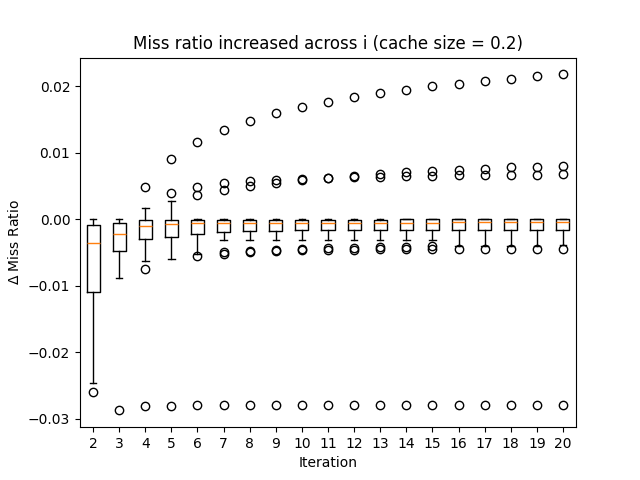 Miss ratio increased across i (cache size = 0.2)
0.02
0.01
0.00
−0.01
−0.02
−0.03
Δ Miss Ratio
2 3 4 5 6 7 8 9 10 11 12 13 14 15 16 17 18 19 20
Iteration